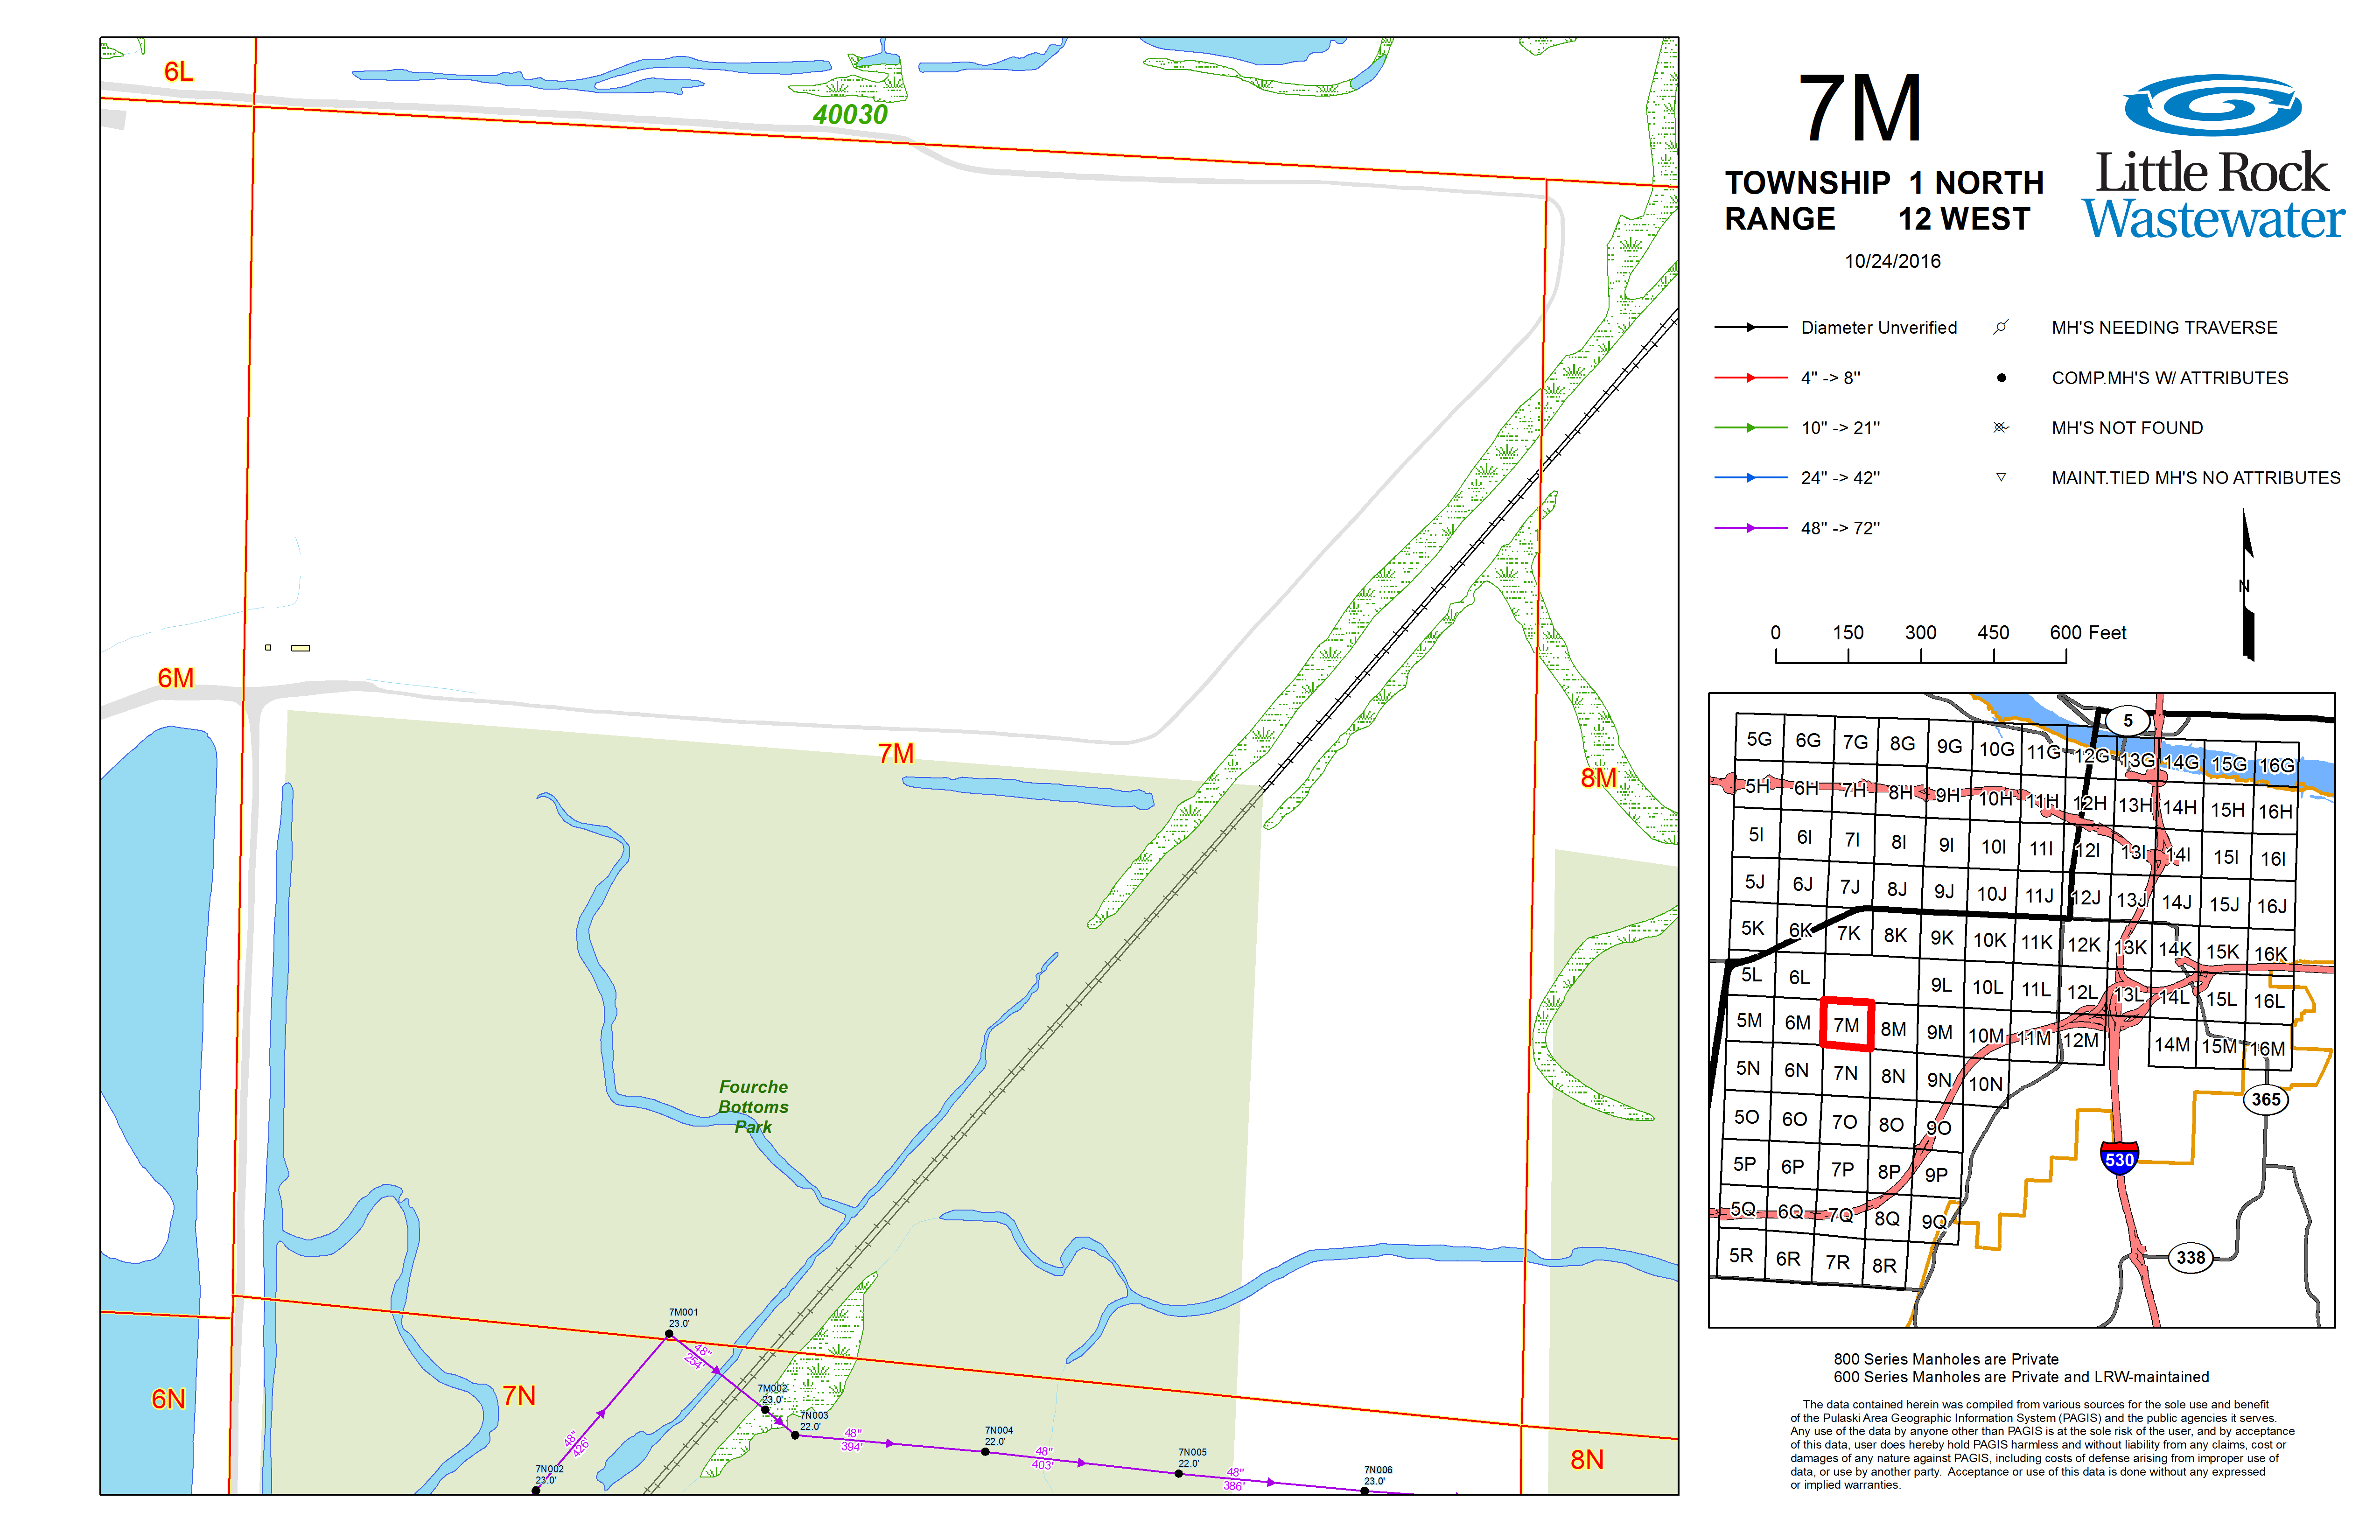 6L
40030
6M
7M
8M
Fourche
Bottoms
Park
7M001
23.0'
48"
254'
7M002
23.0'
7N003
22.0'
48"
394'
7N004
22.0'
48"
403'
7N005
22.0'
48"
386'
7N006
23.0'
48"
426'
7N002
23.0'
6N
7N
8N
7M
TOWNSHIP 1 NORTH
RANGE 12 WEST
10/24/2016
Little Rock
Wastewater
Diameter Unverified
4" -> 8"
10" -> 21"
24" -> 42"
48" -> 72"
MH'S NEEDING TRAVERSE
COMP.MH'S W/ ATTRIBUTES
MH'S NOT FOUND
MAINT.TIED MH'S NO ATTRIBUTES
N
0 150 300 450 600 Feet
5
5G 6G 7G 8G 9G 10G 11G 12G 13G 14G 15G 16G
5H 6H 7H 8H 9H 10H 11H 12H 13H 14H 15H 16H
5I 6I 7I 8I 9I 10I 11I 12I 13I 14I 15I 16I
5J 6J 7J 8J 9J 10J 11J 12J 13J 14J 15J 16J
5K 6K 7K 8K 9K 10K 11K 12K 13K 14K 15K 16K
5L 6L 9L 10L 11L 12L 13L 14L 15L 16L
5M 6M 7M 8M 9M 10M 11M 12M 14M 15M 16M
5N 6N 7N 8N 9N 10N
365
5O 6O 7O 8O 9O
530
5P 6P 7P 8P 9P
5Q 6Q 7Q 8Q 9Q
338
5R 6R 7R 8R
800 Series Manholes are Private
600 Series Manholes are Private and LRW-maintained
The data contained herein was compiled from various sources for the sole use and benefit
of the Pulaski Area Geographic Information System (PAGIS) and the public agencies it serves.
Any use of the data by anyone other than PAGIS is at the sole risk of the user, and by acceptance
of this data, user does hereby hold PAGIS harmless and without liability from any claims, cost or
damages of any nature against PAGIS, including costs of defense arising from improper use of
data, or use by another party. Acceptance or use of this data is done without any expressed
or implied warranties.